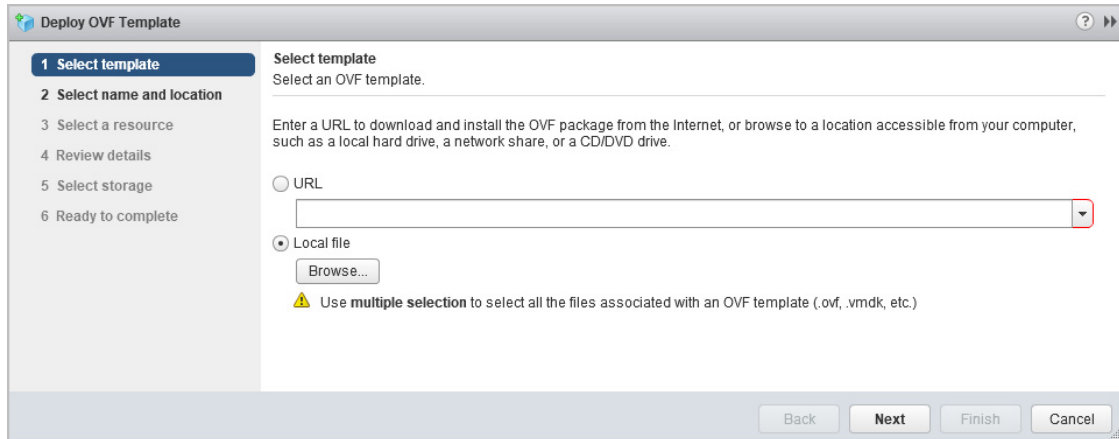 Deploy OVF Template
?
1 Select template
2 Select name and location
3 Select a resource
4 Review details
5 Select storage
6 Ready to complete
Select template
Select an OVF template.
Enter a URL to download and install the OVF package from the Internet, or browse to a location accessible from your computer,
such as a local hard drive, a network share, or a CD/DVD drive.
URL
Local file
Browse...
Use multiple selection to select all the files associated with an OVF template (.ovf, .vmdk, etc.)
Back Next Finish Cancel